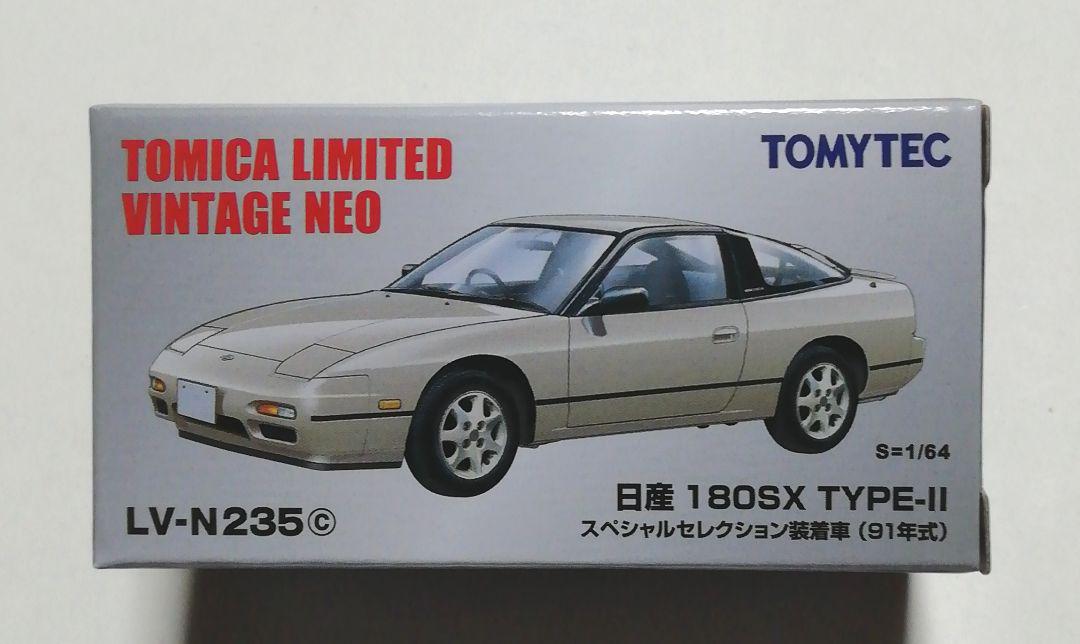 TOMICA LIMITED
VINTAGE NEO
TOMYTEC
S=1/64
LV-N235ⓒ
日産 180SX TYPE-II
スペシャルセレクション装着車（91年式）